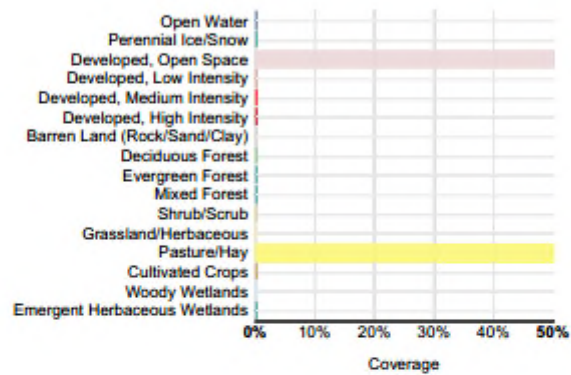 Open Water
Perennial Ice/Snow
Developed, Open Space
Developed, Low Intensity
Developed, Medium Intensity
Developed, High Intensity
Barren Land (Rock/Sand/Clay)
Deciduous Forest
Evergreen Forest
Mixed Forest
Shrub/Scrub
Grassland/Herbaceous
Pasture/Hay
Cultivated Crops
Woody Wetlands
Emergent Herbaceous Wetlands
0% 10% 20% 30% 40% 50%
Coverage